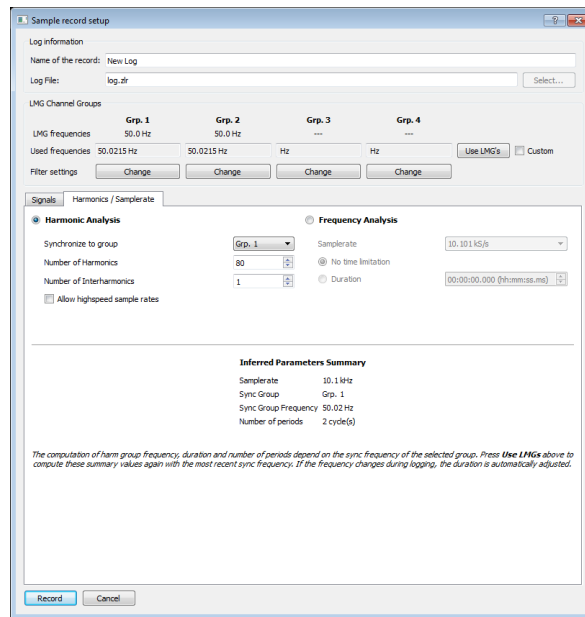 Sample record setup
Log information
Name of the record: New Log
Log File: log.zlr Select...
LMG Channel Groups
Grp. 1 Grp. 2 Grp. 3 Grp. 4
LMG frequencies 50.0 Hz 50.0 Hz --- ---
Used frequencies 50.0215 Hz 50.0215 Hz Hz Hz Use LMG's Custom
Filter settings Change Change Change Change
Signals Harmonics / Samplerate
Harmonic Analysis Frequency Analysis
Synchronize to group Grp. 1 Samplerate 10.101 kS/s
Number of Harmonics 80 No time limitation
Number of Interharmonics 1 Duration 00:00:00.000 (hh:mm:ss.ms)
Allow highspeed sample rates
Inferred Parameters Summary
Samplerate 10.1 kHz
Sync Group Grp. 1
Sync Group Frequency 50.02 Hz
Number of periods 2 cycle(s)
The computation of harm group frequency, duration and number of periods depend on the sync frequency of the selected group. Press Use LMGs above to
compute these summary values again with the most recent sync frequency. If the frequency changes during logging, the duration is automatically adjusted.
Record Cancel